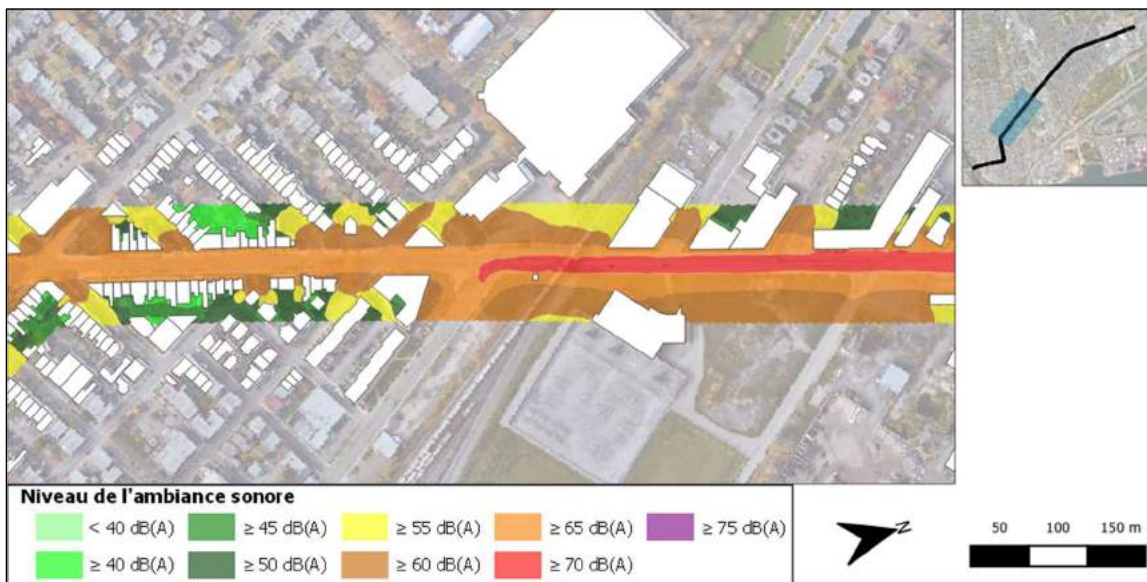 Niveau de l'ambiance sonore
< 40 dB(A)
≥ 45 dB(A)
≥ 55 dB(A)
≥ 65 dB(A)
≥ 75 dB(A)
≥ 40 dB(A)
≥ 50 dB(A)
≥ 60 dB(A)
≥ 70 dB(A)
N
50 100 150 m